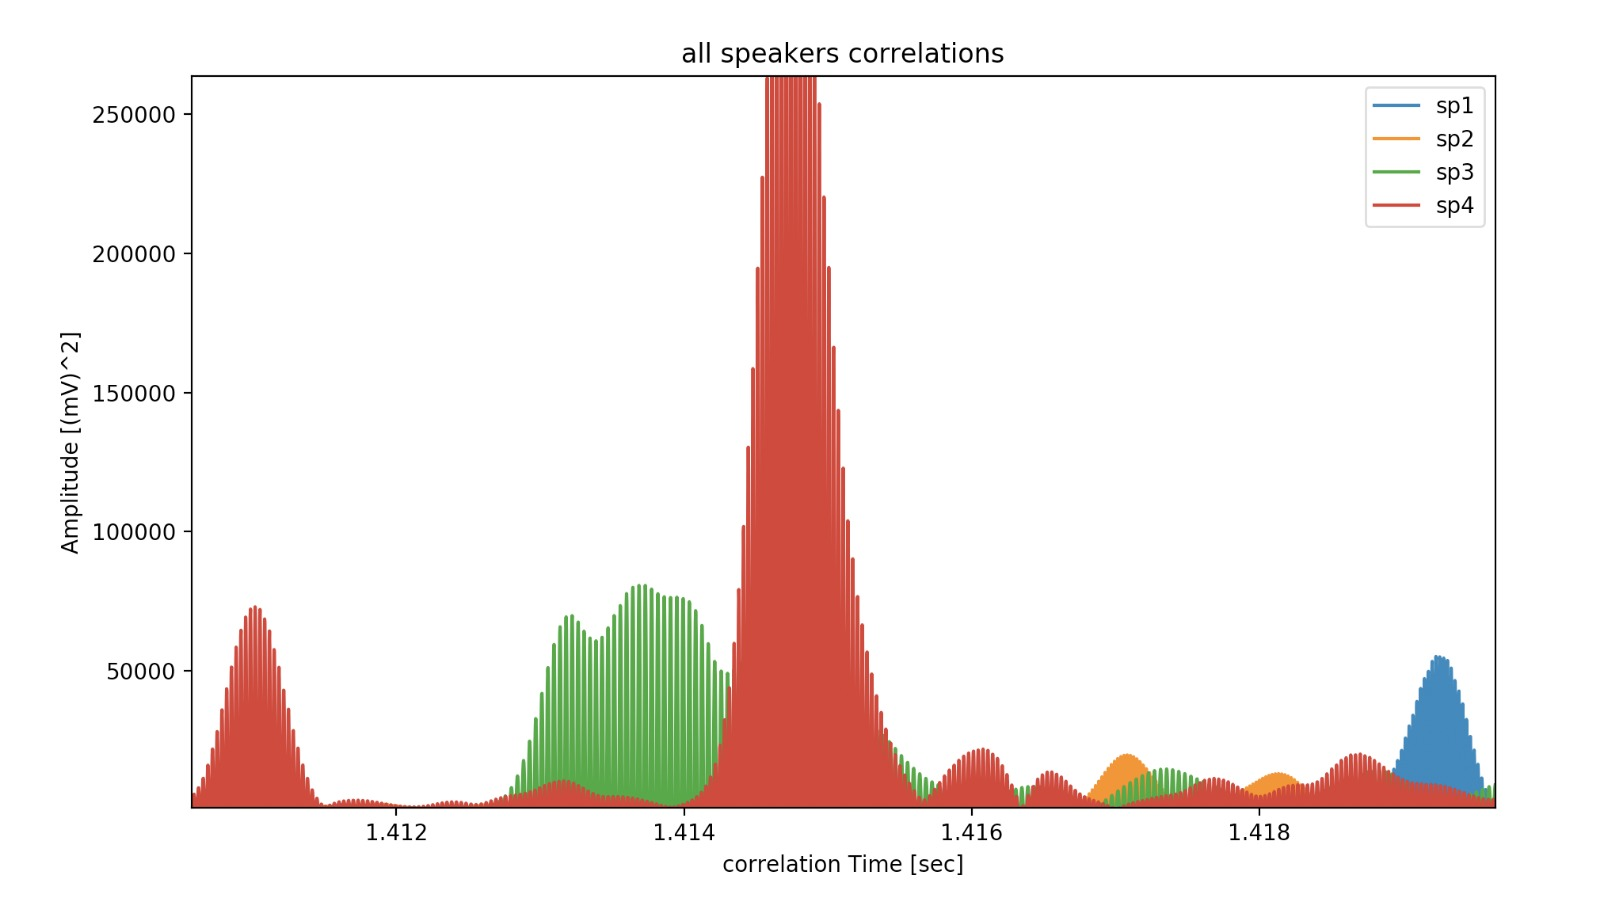 all speakers correlations
250000
200000
150000
100000
50000
Amplitude [(mV)^2]
1.412
1.414
1.416
1.418
correlation Time [sec]
sp1
sp2
sp3
sp4